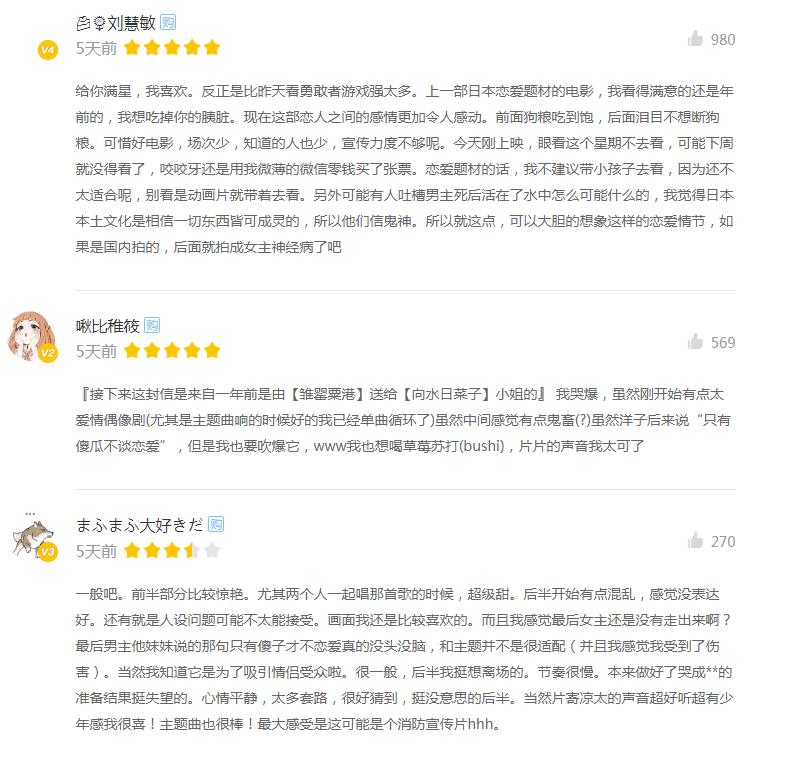 刘慧敏 购
V4 5天前 980
给你满星，我喜欢。反正是比昨天看勇敢者游戏强太多。上一部日本恋爱题材的电影，我看得满意的还是年
前的，我想吃掉你的胰脏。现在这部恋人之间的感情更加令人感动。前面狗粮吃到饱，后面泪目不想断狗
粮。可惜好电影，场次少，知道的人也少，宣传力度不够呢。今天刚上映，眼看这个星期不去看，可能下周
就没得看了，咬咬牙还是用我微薄的微信零钱买了张票。恋爱题材的话，我不建议带小孩子去看，因为还不
太适合呢，别看是动画片就带着去看。另外可能有人吐槽男主死后活在了水中怎么可能什么的，我觉得日本
本土文化是相信一切东西皆可成灵的，所以他们信鬼神。所以就这点，可以大胆的想象这样的恋爱情节，如
果是国内拍的，后面就拍成女主神经病了吧
啾比稚筱 购
V2 5天前 569
『接下来这封信是来自一年前是由【雏罂粟港】送给【向水日菜子】小姐的』 我哭爆，虽然刚开始有点太
爱情偶像剧(尤其是主题曲响的时候好的我已经单曲循环了)虽然中间感觉有点鬼畜(?)虽然洋子后来说“只有
傻瓜不谈恋爱”，但是我也要吹爆它，www我也想喝草莓苏打(bushi)，片片的声音我太可了
まふまふ大好きだ 购
V3 5天前 270
一般吧。前半部分比较惊艳。尤其两个人一起唱那首歌的时候，超级甜。后半开始有点混乱，感觉没表达
好。还有就是人设问题可能不太能接受。画面我还是比较喜欢的。而且我感觉最后女主还是没有走出来啊？
最后男主他妹妹说的那句只有傻子才不恋爱真的没头没脑，和主题并不是很适配（并且我感觉我受到了伤
害）。当然我知道它是为了吸引情侣受众啦。很一般，后半我挺想离场的。节奏很慢。本来做好了哭成**的
准备结果挺失望的。心情平静，太多套路，很好猜到，挺没意思的后半。当然片寄凉太的声音超好听超有少
年感我很喜！主题曲也很棒！最大感受是这可能是个消防宣传片hhh。